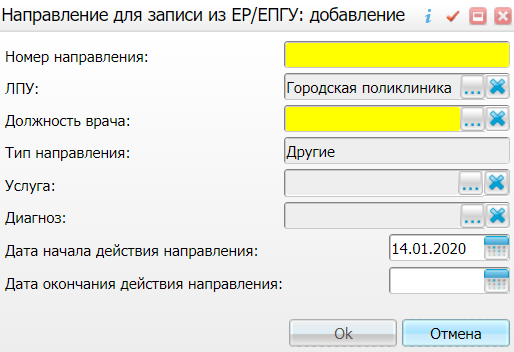 Направление для записи из ЕР/ЕПГУ: добавление
Номер направления:
ЛПУ: Городская поликлиника ...
Должность врача: ...
Тип направления: Другие
Услуга: ...
Диагноз: ...
Дата начала действия направления: 14.01.2020
Дата окончания действия направления:
Ok Отмена